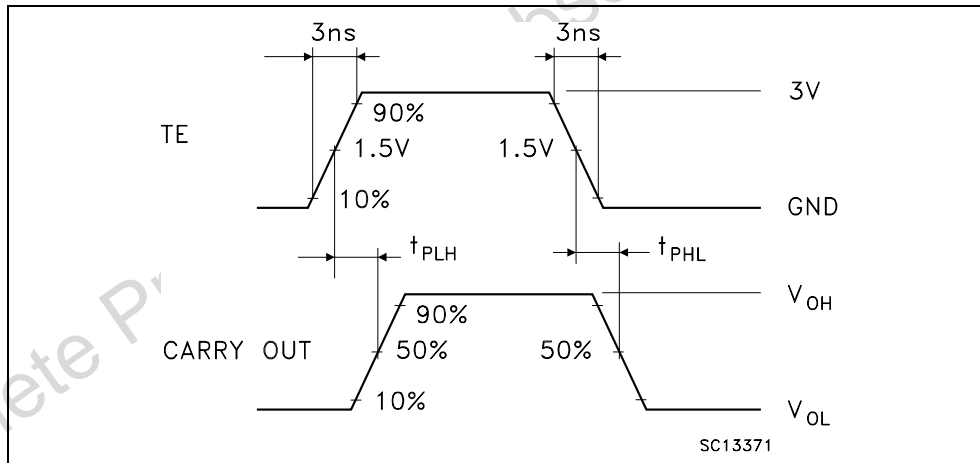 3ns 3ns
3V
90%
TE
1.5V 1.5V
10%
GND
tPLH tPHL
VOH
90%
CARRY OUT 50% 50%
10%
VOL
SC13371